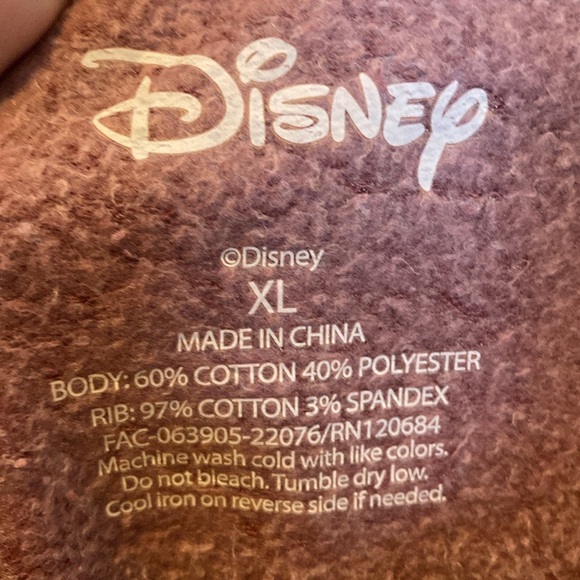 Disney
©Disney
XL
MADE IN CHINA
BODY: 60% COTTON 40% POLYESTER
RIB: 97% COTTON 3% SPANDEX
FAC-063905-22076/RN120684
Machine wash cold with like colors.
Do not bleach. Tumble dry low.
Cool iron on reverse side if needed.